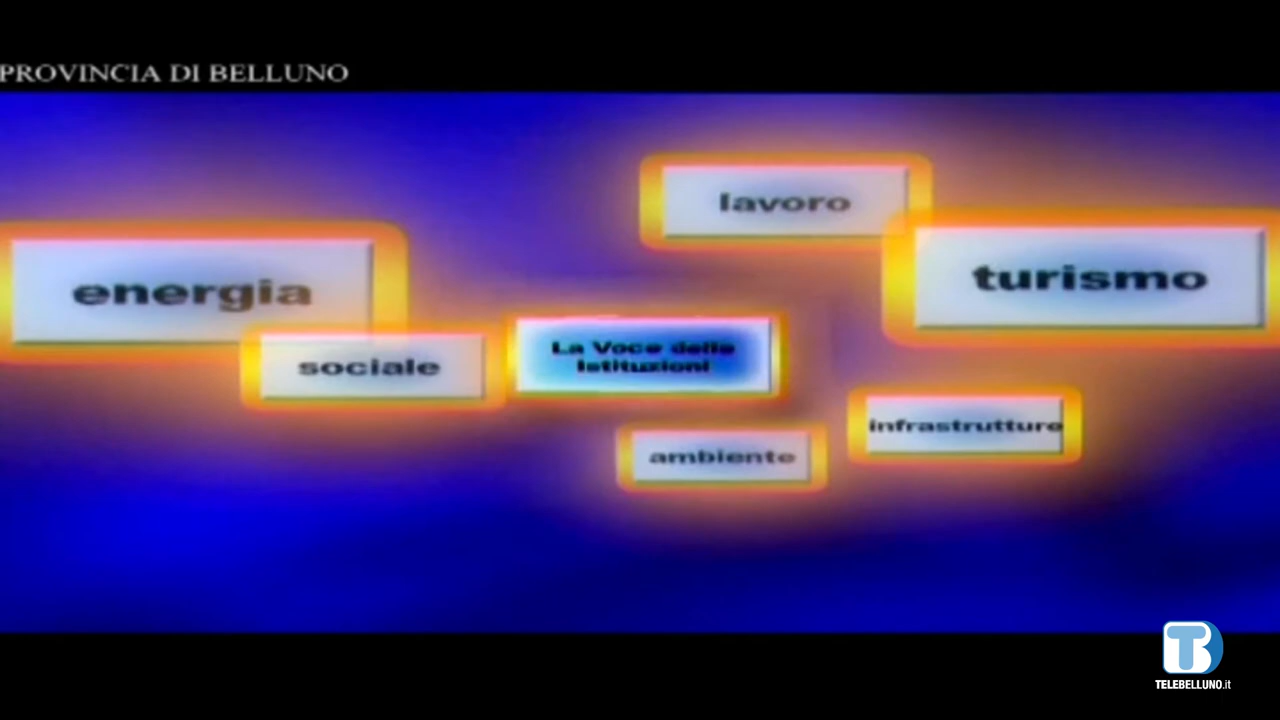 PROVINCIA DI BELLUNO
lavoro
turismo
energia
La Voce delle
Istituzioni
sociale
infrastrutture
ambiente
TELEBELLUNO.it